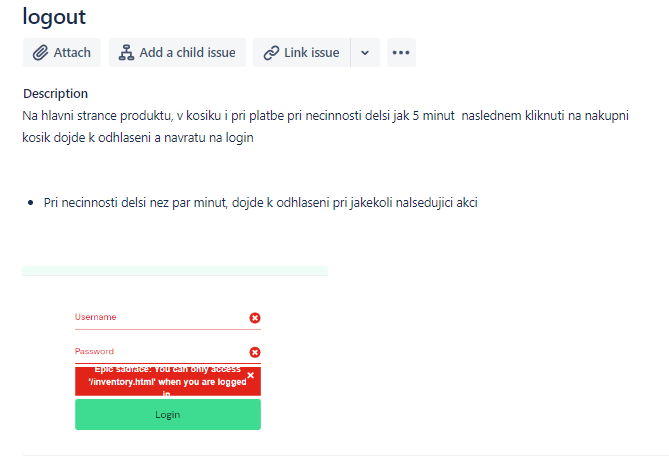 logout
Attach
Add a child issue
Link issue
Description
Na hlavni strance produktu, v kosiku i pri platbe pri necinnosti delsi jak 5 minut naslednem kliknuti na nakupni
kosik dojde k odhlaseni a navratu na login
Pri necinnosti delsi nez par minut, dojde k odhlaseni pri jakekoli nalsedujici akci
Username
Password
Epic sadface: You can only access
'/inventory.html' when you are logged
in
Login